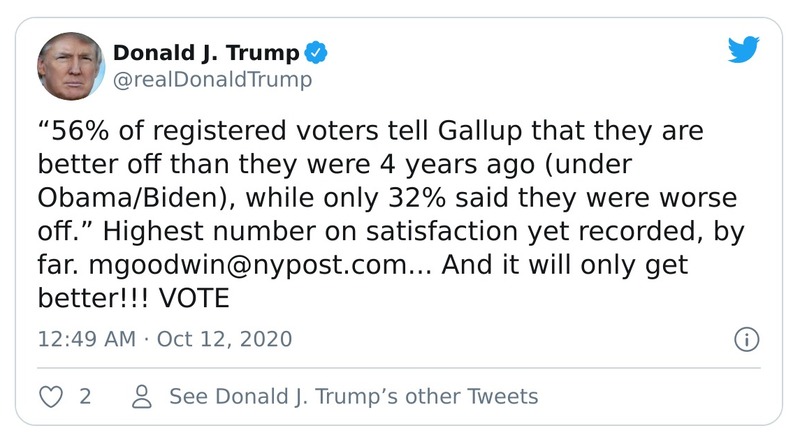 Donald J. Trump
@realDonaldTrump
“56% of registered voters tell Gallup that they are
better off than they were 4 years ago (under
Obama/Biden), while only 32% said they were worse
off.” Highest number on satisfaction yet recorded, by
far. mgoodwin@nypost.com... And it will only get
better!!! VOTE
12:49 AM · Oct 12, 2020
2 See Donald J. Trump’s other Tweets